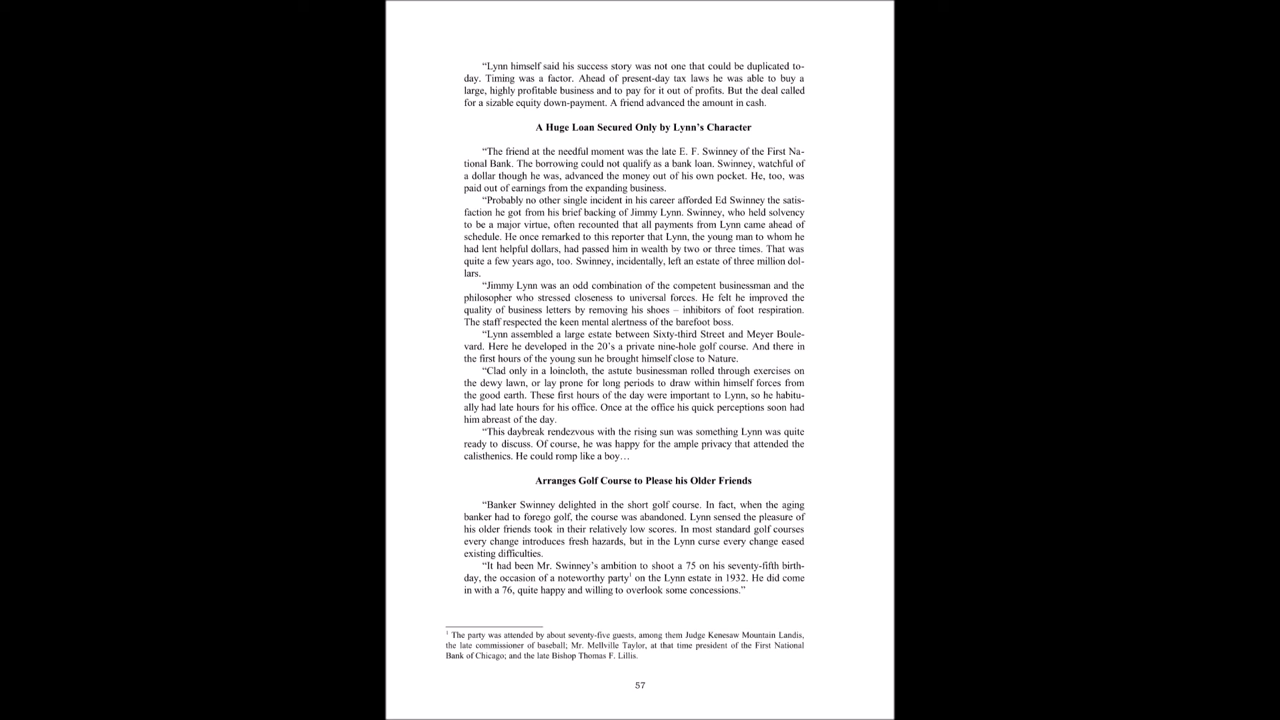 “Lynn himself said his success story was not one that could be duplicated to-
day. Timing was a factor. Ahead of present-day tax laws he was able to buy a
large, highly profitable business and to pay for it out of profits. But the deal called
for a sizable equity down-payment. A friend advanced the amount in cash.
A Huge Loan Secured Only by Lynn’s Character
“The friend at the needful moment was the late E. F. Swinney of the First Na-
tional Bank. The borrowing could not qualify as a bank loan. Swinney, watchful of
a dollar though he was, advanced the money out of his own pocket. He, too, was
paid out of earnings from the expanding business.
“Probably no other single incident in his career afforded Ed Swinney the satis-
faction he got from his brief backing of Jimmy Lynn. Swinney, who held solvency
to be a major virtue, often recounted that all payments from Lynn came ahead of
schedule. He once remarked to this reporter that Lynn, the young man to whom he
had lent helpful dollars, had passed him in wealth by two or three times. That was
quite a few years ago, too. Swinney, incidentally, left an estate of three million dol-
lars.
“Jimmy Lynn was an odd combination of the competent businessman and the
philosopher who stressed closeness to universal forces. He felt he improved the
quality of business letters by removing his shoes – inhibitors of foot respiration.
The staff respected the keen mental alertness of the barefoot boss.
“Lynn assembled a large estate between Sixty-third Street and Meyer Boule-
vard. Here he developed in the 20’s a private nine-hole golf course. And there in
the first hours of the young sun he brought himself close to Nature.
“Clad only in a loincloth, the astute businessman rolled through exercises on
the dewy lawn, or lay prone for long periods to draw within himself forces from
the good earth. These first hours of the day were important to Lynn, so he habitu-
ally had late hours for his office. Once at the office his quick perceptions soon had
him abreast of the day.
“This daybreak rendezvous with the rising sun was something Lynn was quite
ready to discuss. Of course, he was happy for the ample privacy that attended the
calisthenics. He could romp like a boy…
Arranges Golf Course to Please his Older Friends
“Banker Swinney delighted in the short golf course. In fact, when the aging
banker had to forego golf, the course was abandoned. Lynn sensed the pleasure of
his older friends took in their relatively low scores. In most standard golf courses
every change introduces fresh hazards, but in the Lynn curse every change eased
existing difficulties.
“It had been Mr. Swinney’s ambition to shoot a 75 on his seventy-fifth birth-
day, the occasion of a noteworthy party¹ on the Lynn estate in 1932. He did come
in with a 76, quite happy and willing to overlook some concessions.”
¹ The party was attended by about seventy-five guests, among them Judge Kenesaw Mountain Landis,
the late commissioner of baseball; Mr. Mellville Taylor, at that time president of the First National
Bank of Chicago; and the late Bishop Thomas F. Lillis.
57